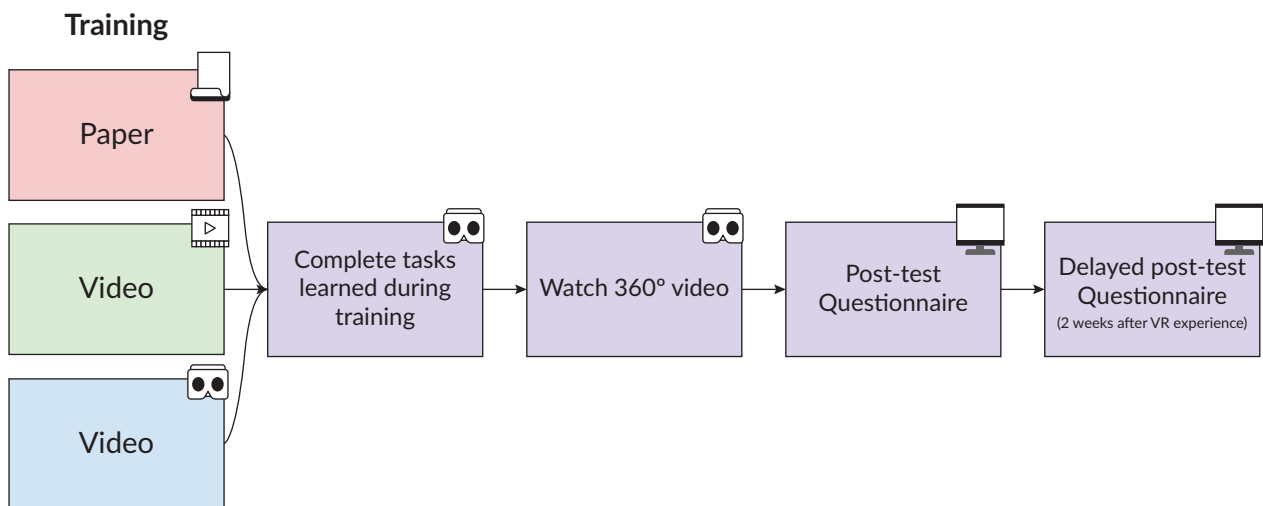 Training
Paper
Video
Video
Complete tasks
learned during
training
Watch 360º video
Post-test
Questionnaire
Delayed post-test
Questionnaire
(2 weeks after VR experience)